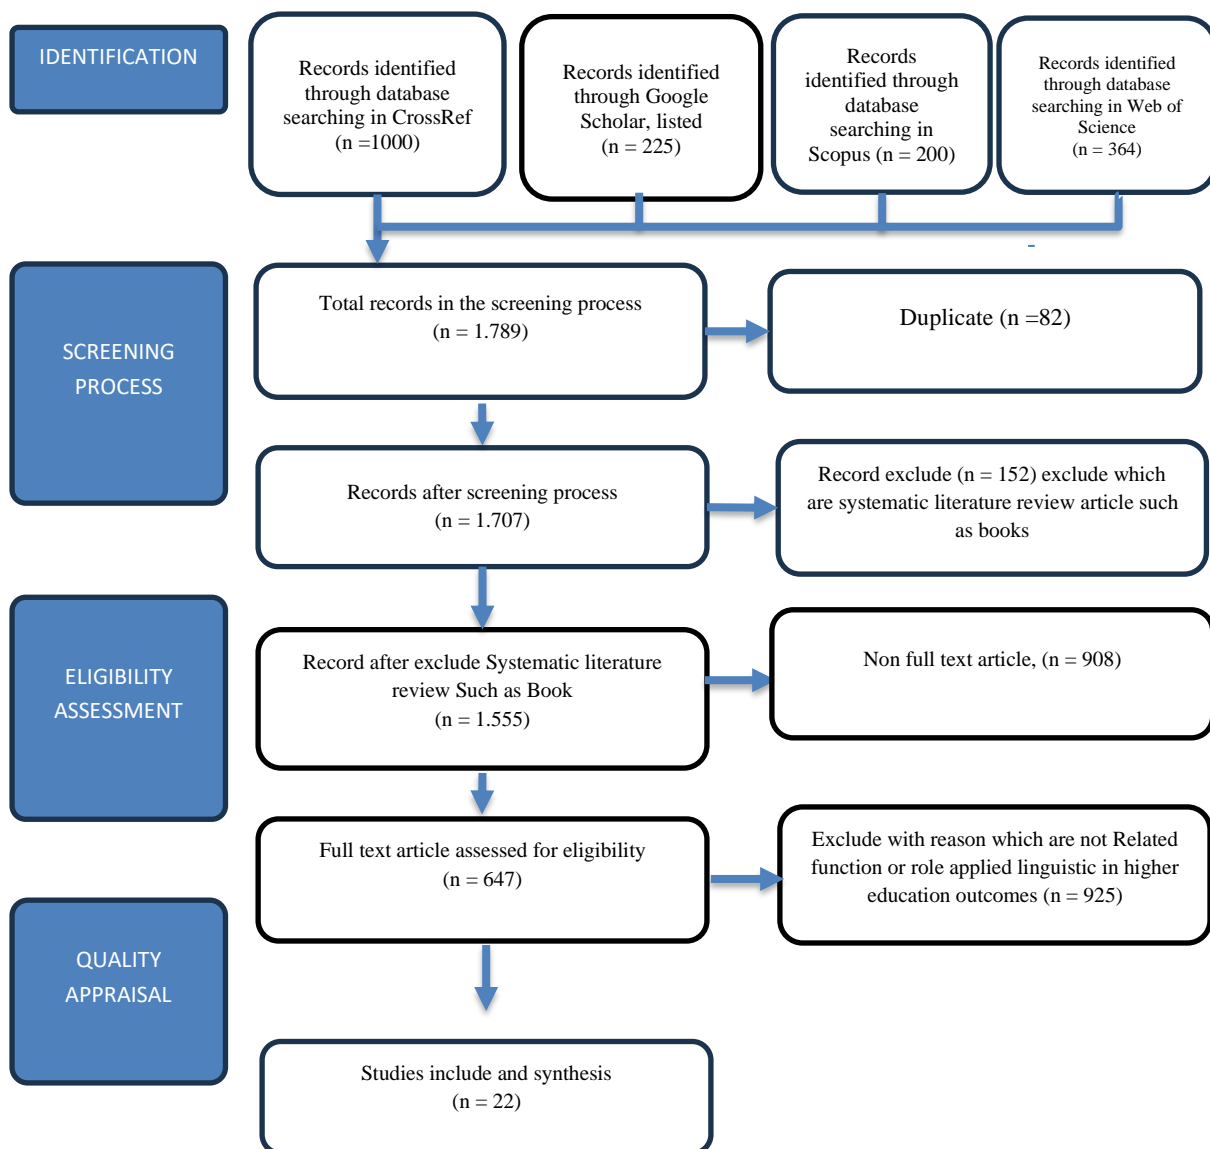 IDENTIFICATION
Records identified
through database
searching in CrossRef
(n =1000)
Records identified
through Google
Scholar, listed
(n = 225)
Records
identified through
database
searching in
Scopus (n = 200)
Records identified
through database
searching in Web of
Science
(n = 364)
SCREENING
PROCESS
Total records in the screening process
(n = 1.789)
Duplicate (n =82)
Records after screening process
(n = 1.707)
Record exclude (n = 152) exclude which
are systematic literature review article such
as books
ELIGIBILITY
ASSESSMENT
Record after exclude Systematic literature
review Such as Book
(n = 1.555)
Non full text article, (n = 908)
Full text article assessed for eligibility
(n = 647)
Exclude with reason which are not Related
function or role applied linguistic in higher
education outcomes (n = 925)
QUALITY
APPRAISAL
Studies include and synthesis
(n = 22)